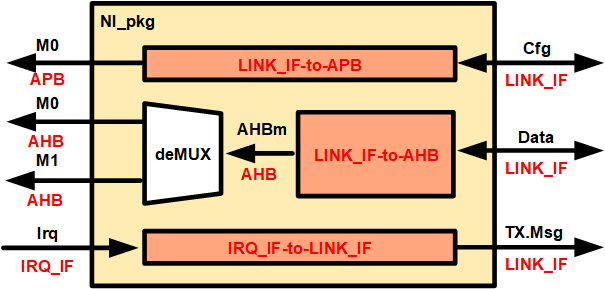 NI_pkg
M0
APB
LINK_IF-to-APB
Cfg
LINK_IF
M0
AHB
M1
AHB
deMUX
AHBm
AHB
LINK_IF-to-AHB
Data
LINK_IF
Irq
IRQ_IF
IRQ_IF-to-LINK_IF
TX.Msg
LINK_IF